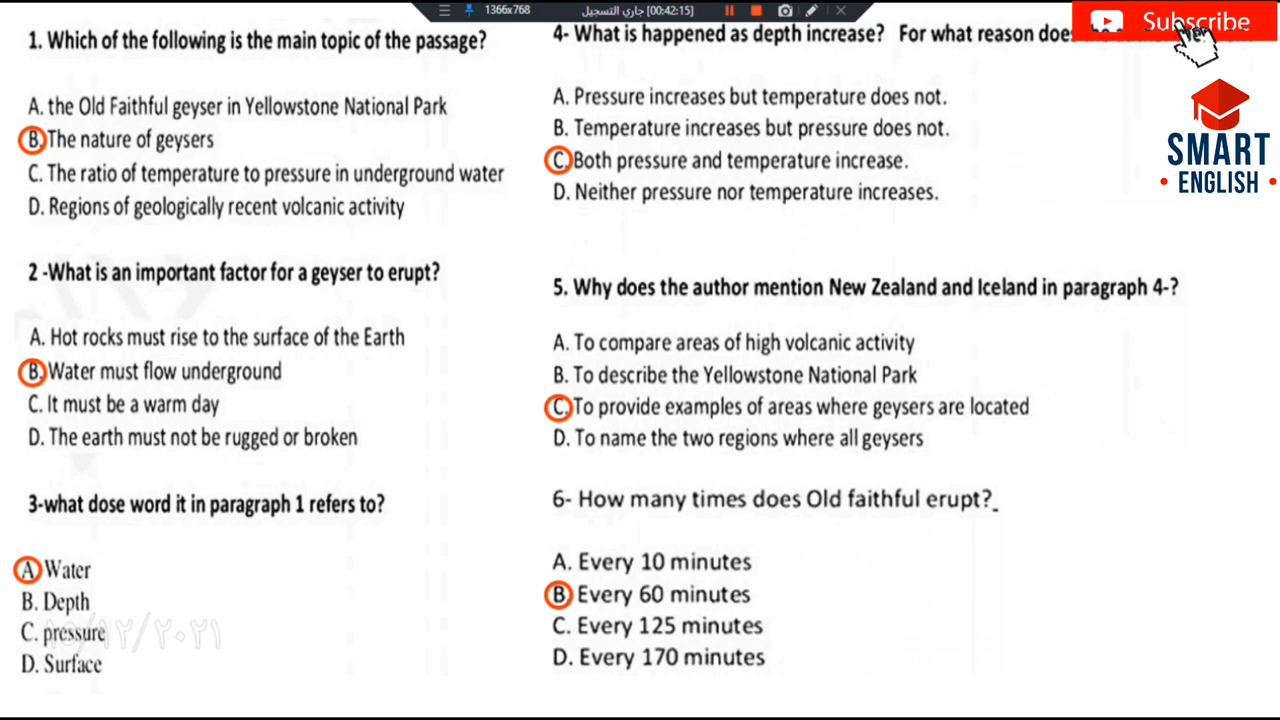 1366x768
جاري التسجيل [00:42:15]
Subscribe
SMART
• ENGLISH •
1. Which of the following is the main topic of the passage?
A. the Old Faithful geyser in Yellowstone National Park
B. The nature of geysers
C. The ratio of temperature to pressure in underground water
D. Regions of geologically recent volcanic activity
2 -What is an important factor for a geyser to erupt?
A. Hot rocks must rise to the surface of the Earth
B. Water must flow underground
C. It must be a warm day
D. The earth must not be rugged or broken
3-what dose word it in paragraph 1 refers to?
A Water
B. Depth
C. pressure
D. Surface
١٥/١٢/٢٠٢١
4- What is happened as depth increase? For what reason does
A. Pressure increases but temperature does not.
B. Temperature increases but pressure does not.
C. Both pressure and temperature increase.
D. Neither pressure nor temperature increases.
5. Why does the author mention New Zealand and Iceland in paragraph 4-?
A. To compare areas of high volcanic activity
B. To describe the Yellowstone National Park
C. To provide examples of areas where geysers are located
D. To name the two regions where all geysers
6- How many times does Old faithful erupt?
A. Every 10 minutes
B. Every 60 minutes
C. Every 125 minutes
D. Every 170 minutes